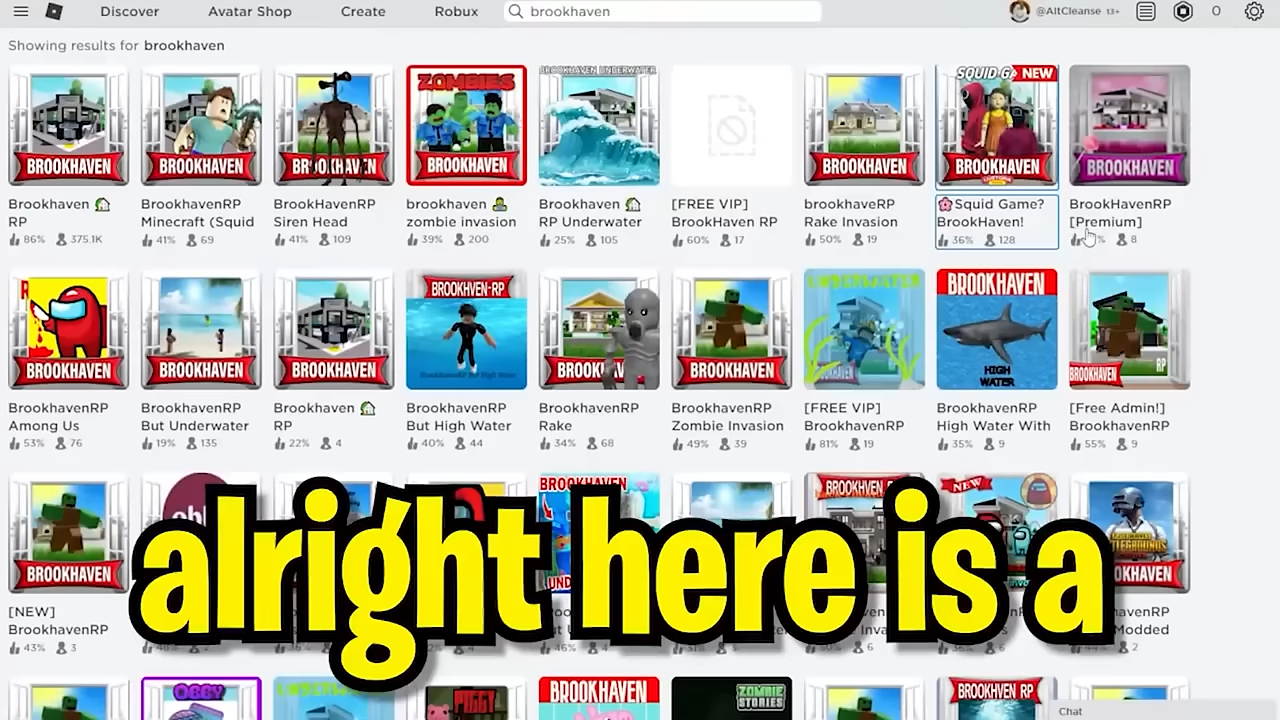 Discover
Avatar Shop
Create
Robux
brookhaven
@AltCleanse 13+
0
Showing results for brookhaven
BROOKHAVEN
BROOKHAVEN
BROOKHAVEN
ZOMBIES
BROOKHAVEN
BROOKHAVEN UNDERWATER
BROOKHAVEN
SQUID GA
NEW
BROOKHAVEN
BROOKHAVEN
Brookhaven
RP
86% 375.1K
BrookhavenRP
Minecraft (Squid
41% 69
BrookHavenRP
Siren Head
41% 109
brookhaven
zombie invasion
39% 200
Brookhaven
RP Underwater
25% 105
[FREE VIP]
BrookHaven RP
60% 17
brookhaveRP
Rake Invasion
50% 19
Squid Game?
BrookHaven!
36% 128
BrookHavenRP
[Premium]
8
BROOKHAVEN
BROOKHAVEN
BROOKHAVEN
BROOKHVEN-RP
BROOKHAVEN
UNDERWATER
BROOKHAVEN
HIGH
WATER
BROOKHAVEN
RP
BrookhavenRP
Among Us
53% 76
BrookhavenRP
But Underwater
19% 135
Brookhaven
RP
22% 4
BrookhavenRP
But High Water
40% 44
BrookhavenRP
Rake
34% 68
BrookhavenRP
Zombie Invasion
49% 39
[FREE VIP]
BrookhavenRP
81% 19
BrookhavenRP
High Water With
35% 9
[Free Admin!]
BrookhavenRP
55% 9
BROOKHAVEN
BROOKHAVEN
NEW
alright here is a
[NEW]
BrookhavenRP
43% 3
OBBY
PIGGY
BROOKHAVEN
ZOMBIE
STORIES
BROOKHVEN RP
Chat